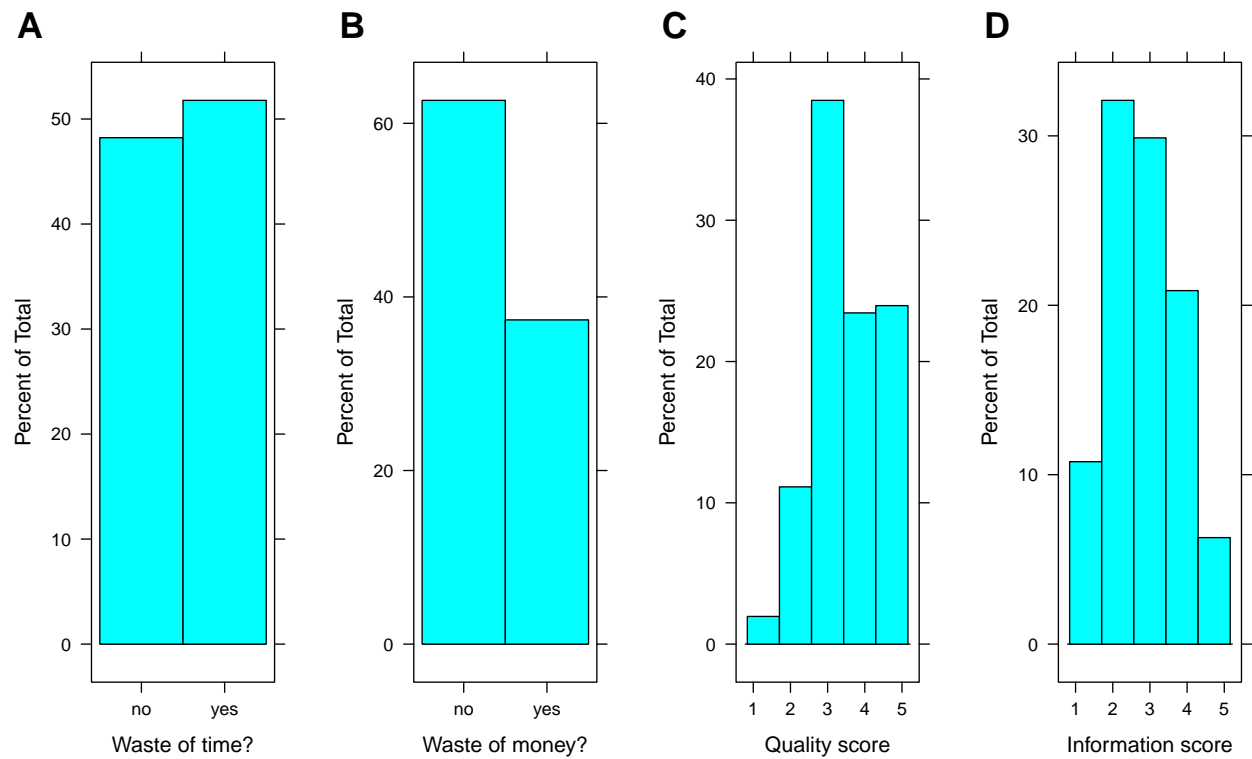 A
Percent of Total
50
40
30
20
10
0
no yes
Waste of time?
B
Percent of Total
60
40
20
0
no yes
Waste of money?
C
Percent of Total
40
30
20
10
0
1 2 3 4 5
Quality score
D
Percent of Total
30
20
10
0
1 2 3 4 5
Information score